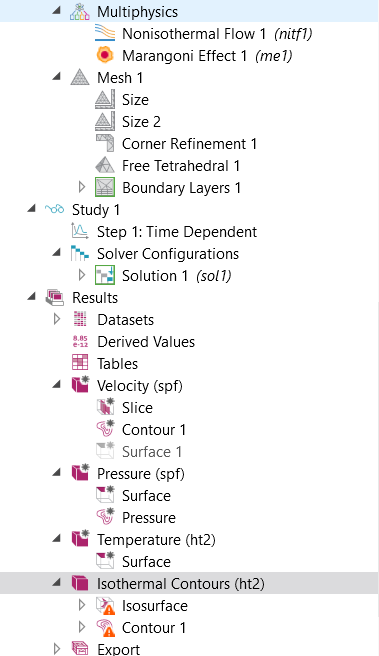 Multiphysics
Nonisothermal Flow 1 (nitf1)
Marangoni Effect 1 (me1)
Mesh 1
Size
Size 2
Corner Refinement 1
Free Tetrahedral 1
Boundary Layers 1
Study 1
Step 1: Time Dependent
Solver Configurations
Solution 1 (sol1)
Results
Datasets
8.85
e-12
Derived Values
Tables
Velocity (spf)
Slice
Contour 1
Surface 1
Pressure (spf)
Surface
Pressure
Temperature (ht2)
Surface
Isothermal Contours (ht2)
Isosurface
Contour 1
Export